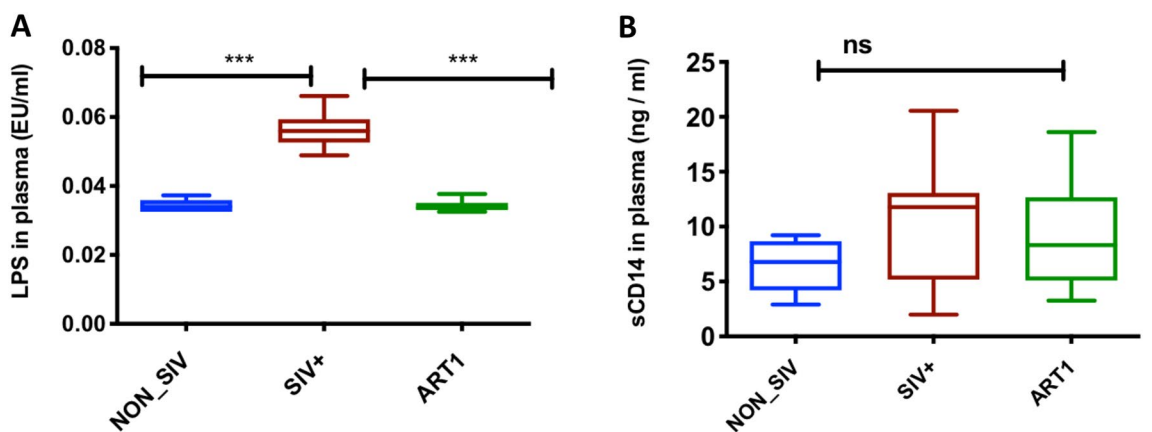 A
LPS in plasma (EU/ml)
0.08
0.06
0.04
0.02
0.00
***
***
NON_SIV
SIV+
ART1
B
sCD14 in plasma (ng / ml)
25
20
15
10
5
0
ns
NON_SIV
SIV+
ART1